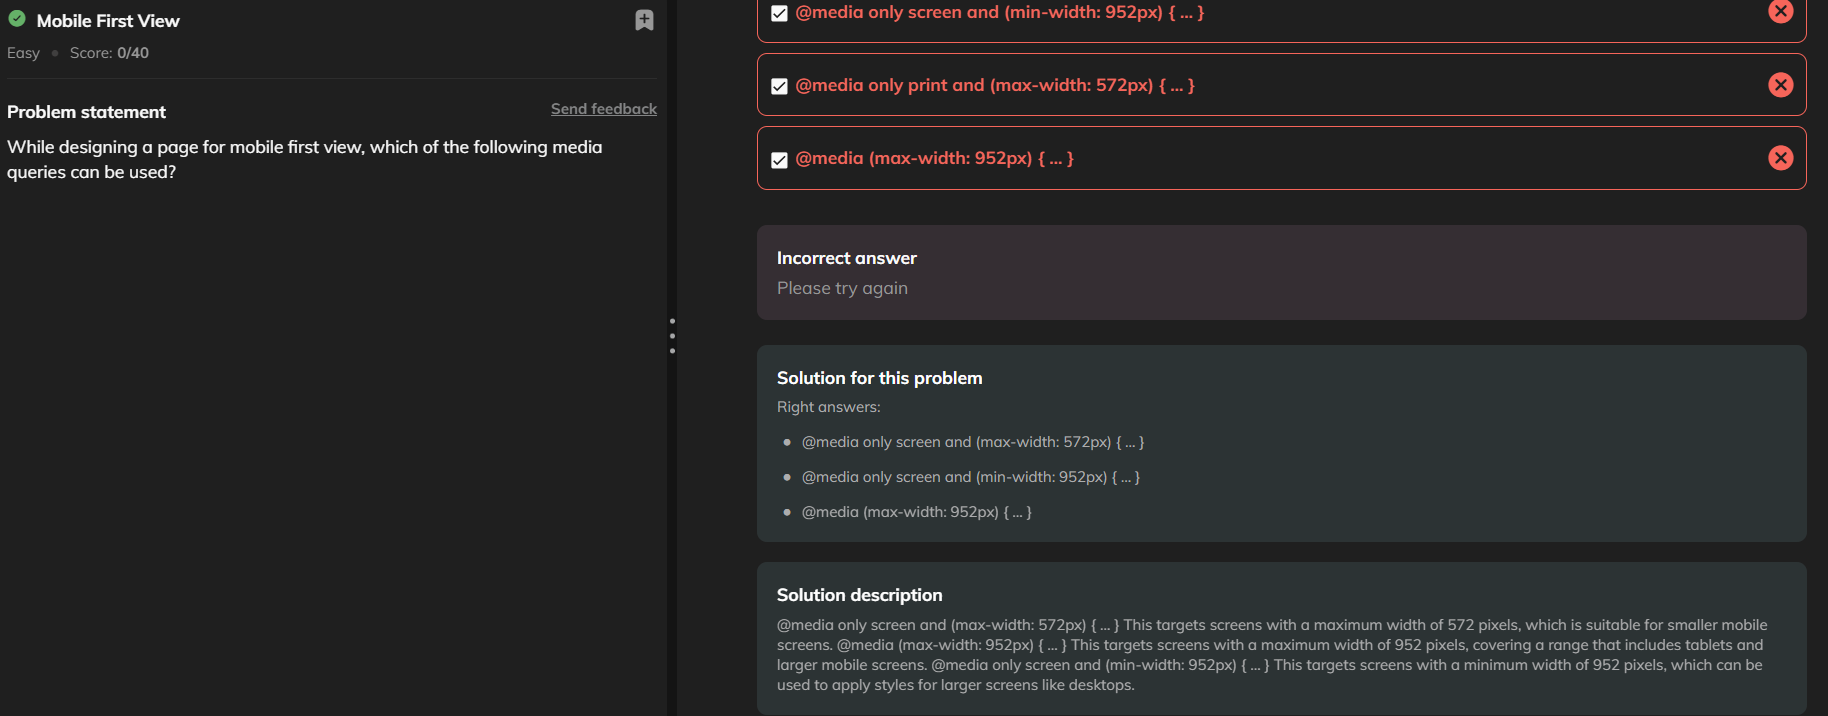 Mobile First View
Easy • Score: 0/40
Problem statement
Send feedback
While designing a page for mobile first view, which of the following media
queries can be used?
@media only screen and (min-width: 952px) { ... }
@media only print and (max-width: 572px) { ... }
@media (max-width: 952px) { ... }
Incorrect answer
Please try again
Solution for this problem
Right answers:
• @media only screen and (max-width: 572px) { ... }
• @media only screen and (min-width: 952px) { ... }
• @media (max-width: 952px) { ... }
Solution description
@media only screen and (max-width: 572px) { ... } This targets screens with a maximum width of 572 pixels, which is suitable for smaller mobile
screens. @media (max-width: 952px) { ... } This targets screens with a maximum width of 952 pixels, covering a range that includes tablets and
larger mobile screens. @media only screen and (min-width: 952px) { ... } This targets screens with a minimum width of 952 pixels, which can be
used to apply styles for larger screens like desktops.